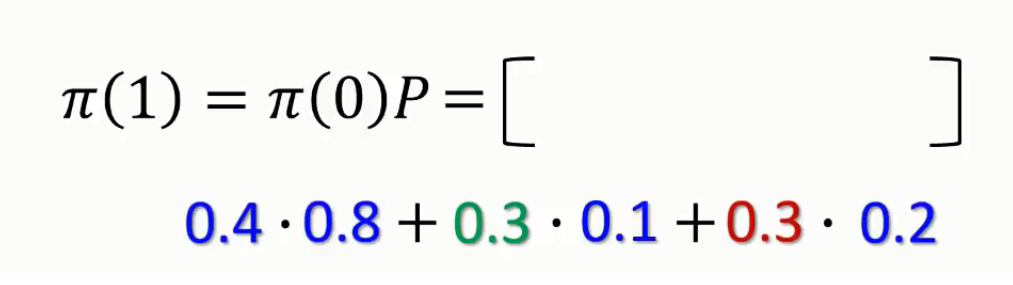 π(1) = π(0)P = [ ]
0.4 · 0.8 + 0.3 · 0.1 + 0.3 · 0.2